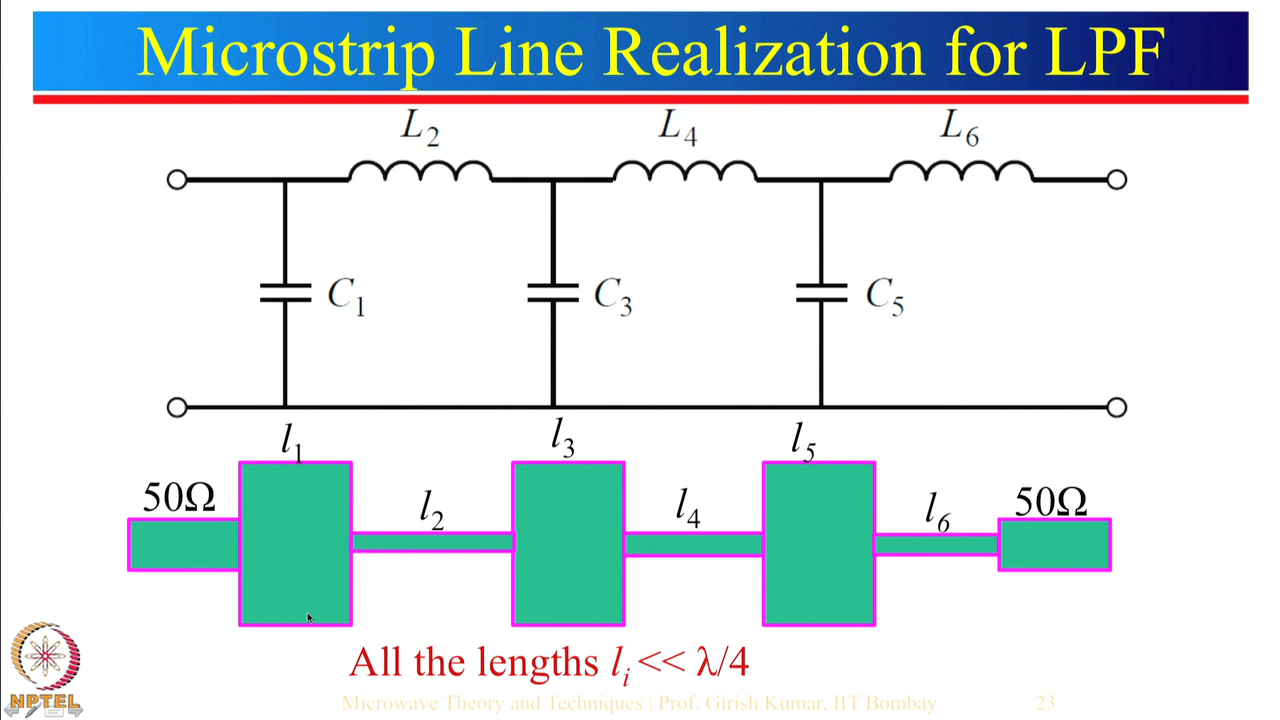 Microstrip Line Realization for LPF
L2 L4 L6
C1 C3 C5
l1 l3 l5
50Ω l2 l4 l6 50Ω
All the lengths li << λ/4
NPTEL
Microwave Theory and Techniques | Prof. Girish Kumar, IIT Bombay 23